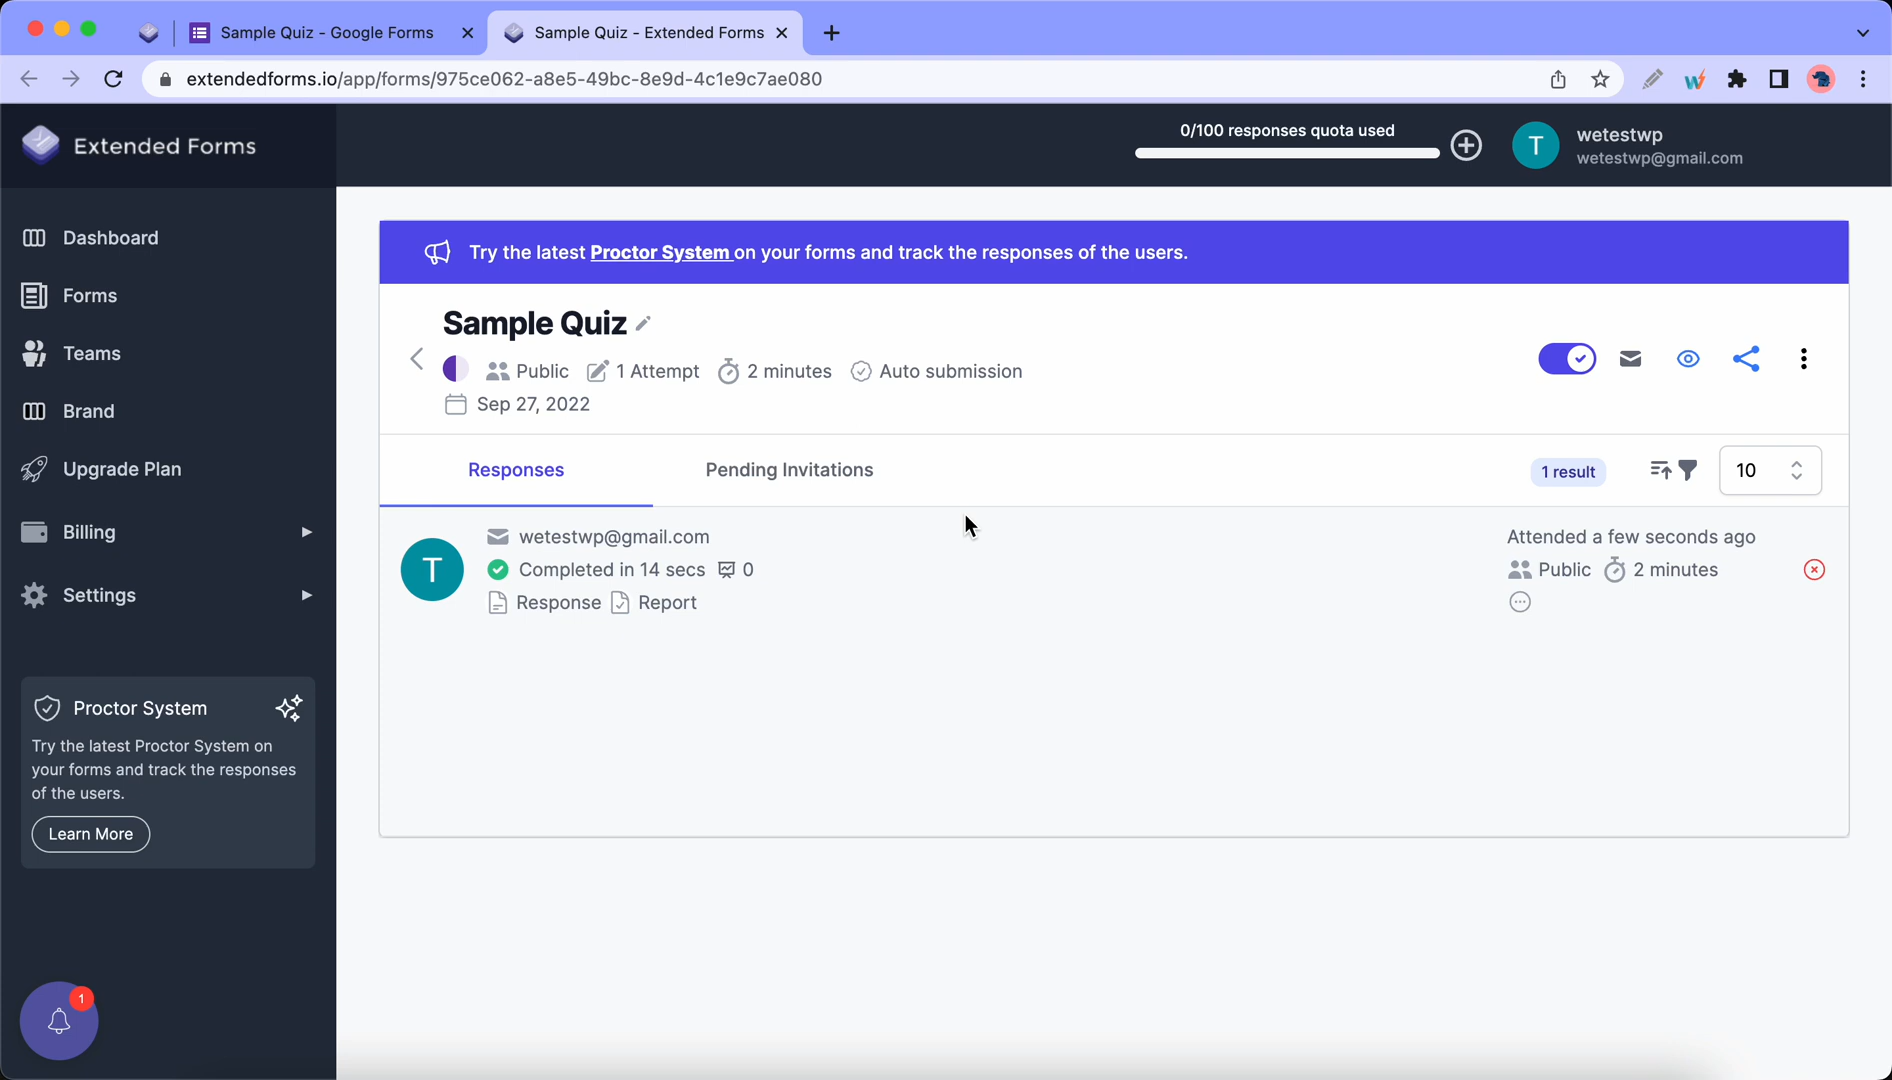 Sample Quiz - Google Forms
Sample Quiz - Extended Forms
extendedforms.io/app/forms/975ce062-a8e5-49bc-8e9d-4c1e9c7ae080
Extended Forms
0/100 responses quota used
T
wetestwp
wetestwp@gmail.com
Dashboard
Forms
Teams
Brand
Upgrade Plan
Billing
Settings
Proctor System
Try the latest Proctor System on
your forms and track the responses
of the users.
Learn More
1
Try the latest Proctor System on your forms and track the responses of the users.
Sample Quiz
Public 1 Attempt 2 minutes Auto submission
Sep 27, 2022
Responses
Pending Invitations
1 result
10
T
wetestwp@gmail.com
Completed in 14 secs 0
Response Report
Attended a few seconds ago
Public 2 minutes